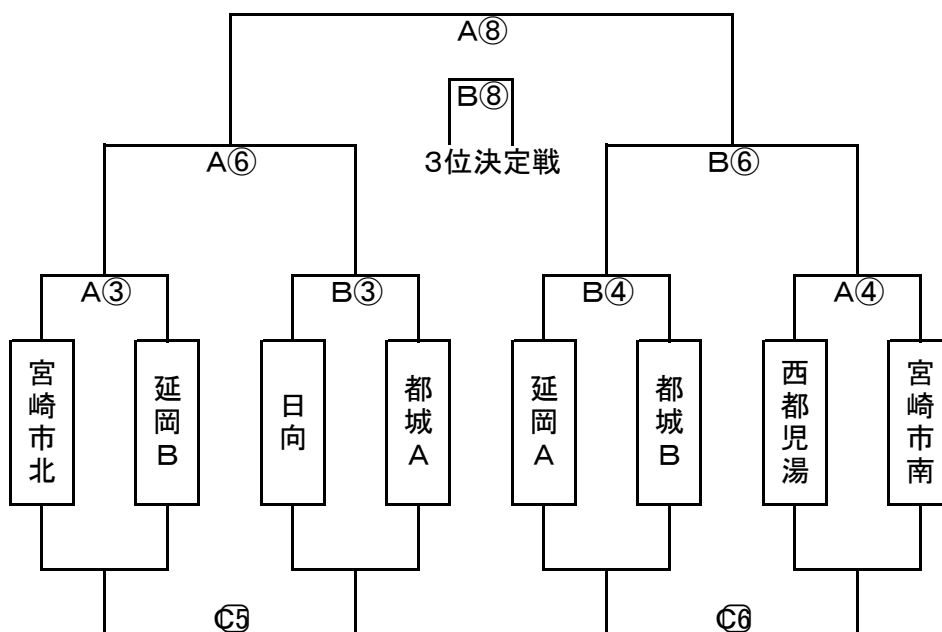 A⑧
B⑧
3位決定戦
A⑥
B⑥
A③
B③
B④
A④
宮崎市北
延岡B
日向
都城A
延岡A
都城B
西都児湯
宮崎市南
C5
C6